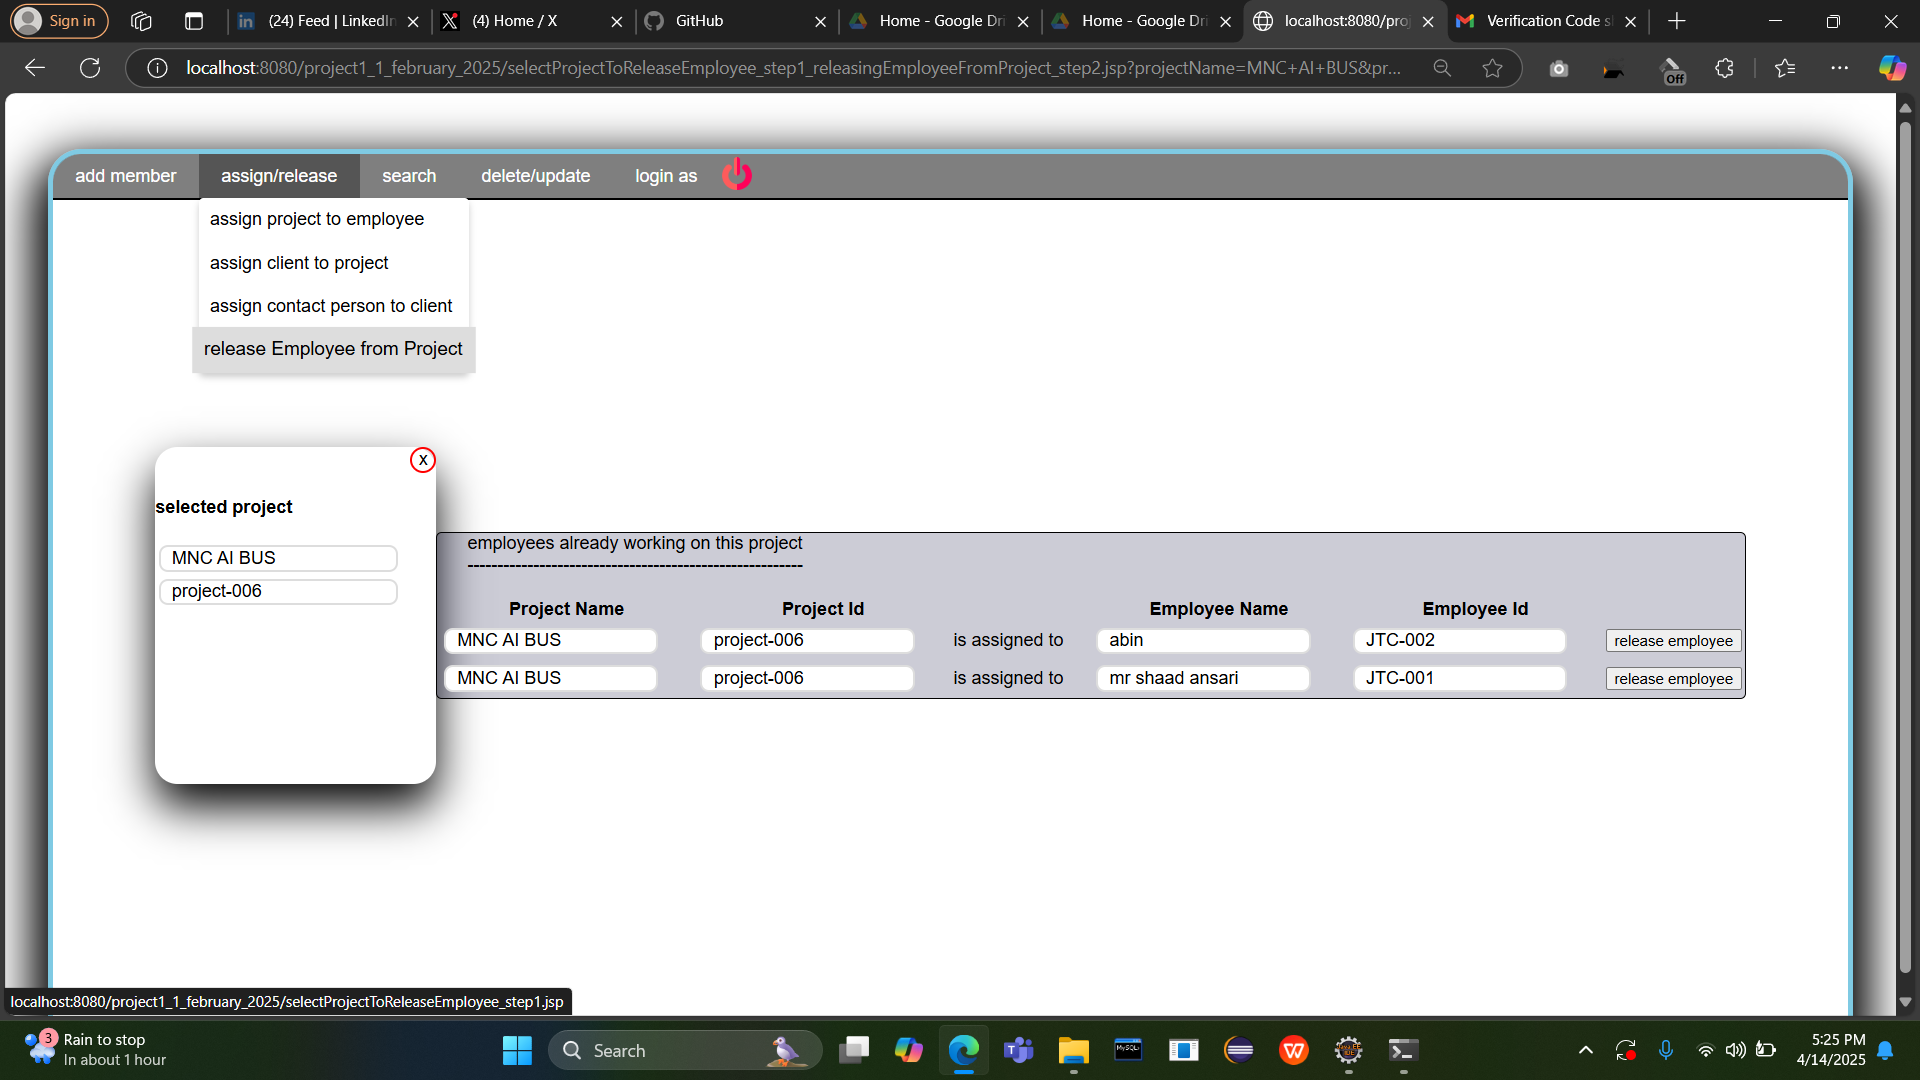 Sign in
(24) Feed | LinkedIn
(4) Home / X
GitHub
Home - Google Dri
Home - Google Dri
localhost:8080/proj
Verification Code s
localhost:8080/project1_1_february_2025/selectProjectToReleaseEmployee_step1_releasingEmployeeFromProject_step2.jsp?projectName=MNC+AI+BUS&pr...
Off
add member
assign/release
search
delete/update
login as
assign project to employee
assign client to project
assign contact person to client
release Employee from Project
X
selected project
MNC AI BUS
project-006
employees already working on this project
--------------------------------------------------------
Project Name Project Id Employee Name Employee Id
MNC AI BUS project-006 is assigned to abin JTC-002 release employee
MNC AI BUS project-006 is assigned to mr shaad ansari JTC-001 release employee
localhost:8080/project1_1_february_2025/selectProjectToReleaseEmployee_step1.jsp
3
Rain to stop
In about 1 hour
Search
MySQL
5:25 PM
4/14/2025